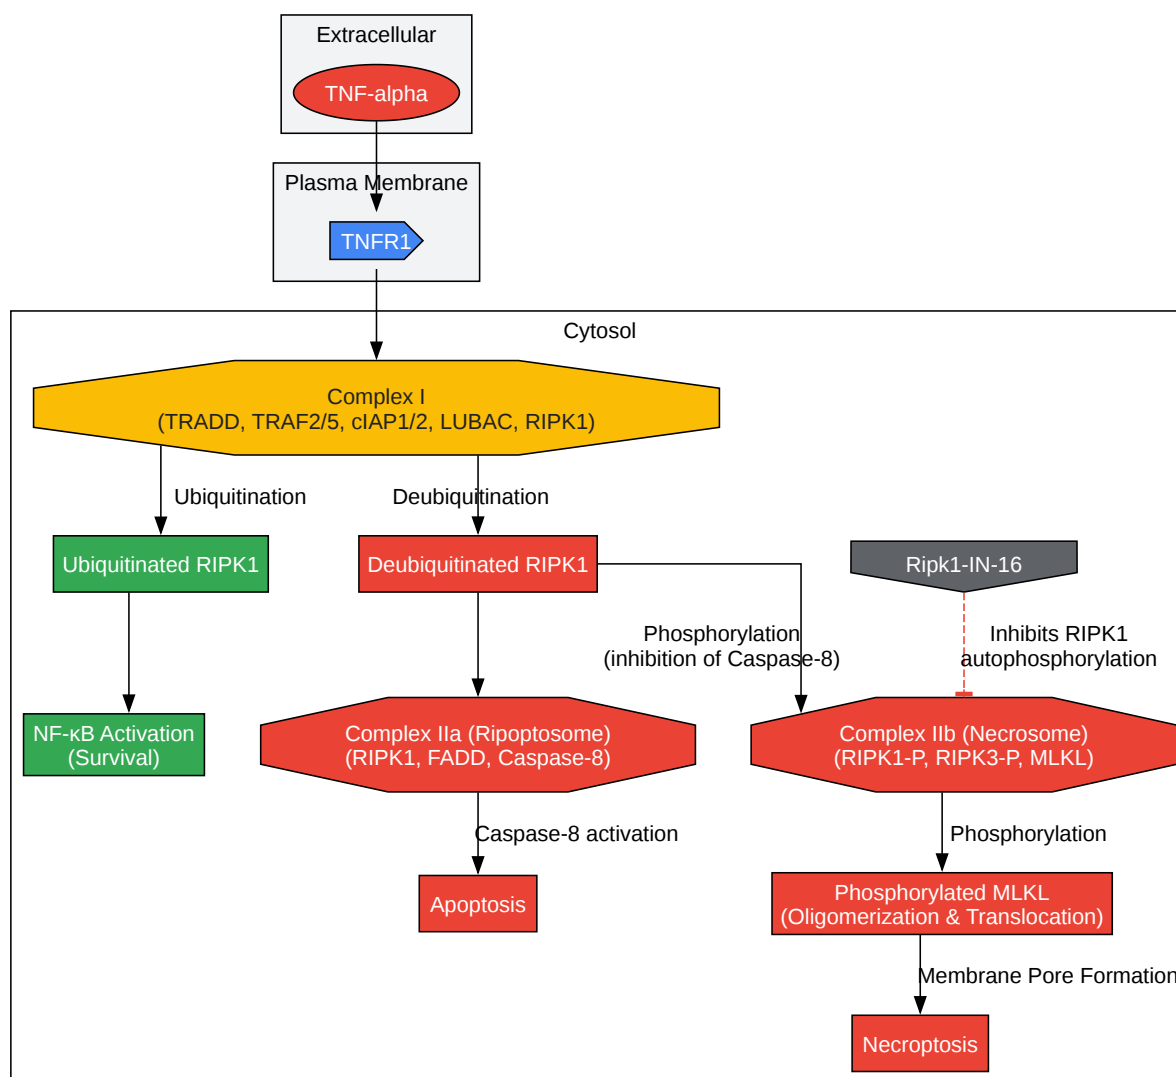 Extracellular
TNF-alpha
Plasma Membrane
TNFR1
Cytosol
Complex I
(TRADD, TRAF2/5, cIAP1/2, LUBAC, RIPK1)
Ubiquitination
Deubiquitination
Ubiquitinated RIPK1
Deubiquitinated RIPK1
Ripk1-IN-16
Phosphorylation
(inhibition of Caspase-8)
Inhibits RIPK1
autophosphorylation
NF-κB Activation
(Survival)
Complex IIa (Ripoptosome)
(RIPK1, FADD, Caspase-8)
Complex IIb (Necrosome)
(RIPK1-P, RIPK3-P, MLKL)
Caspase-8 activation
Phosphorylation
Apoptosis
Phosphorylated MLKL
(Oligomerization & Translocation)
Membrane Pore Formation
Necroptosis